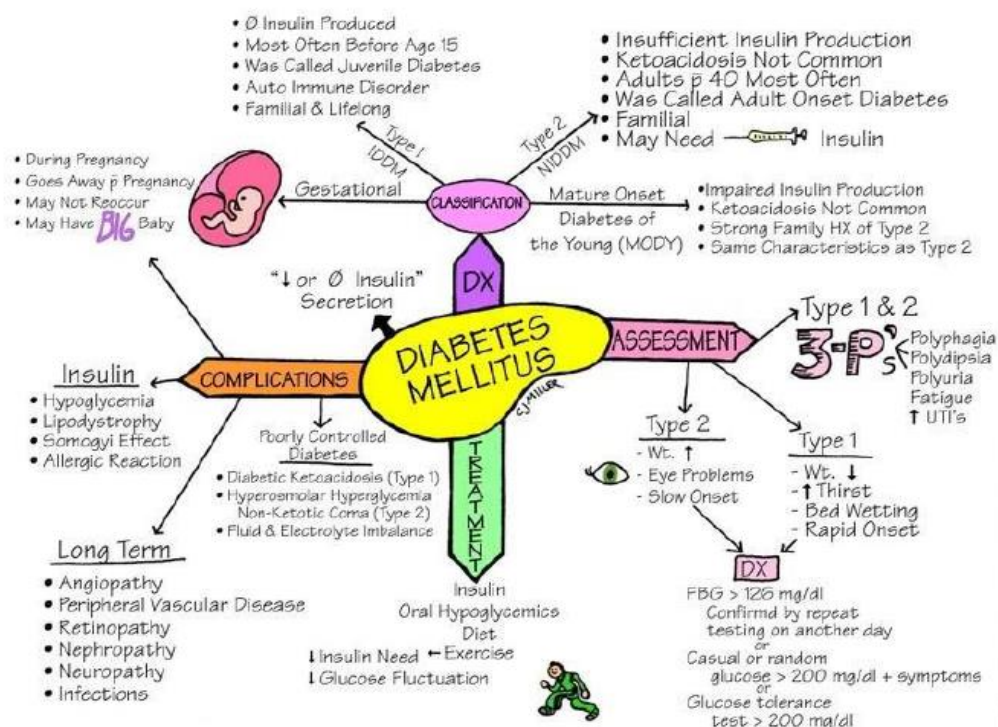 • Ø Insulin Produced
• Most Often Before Age 15
• Was Called Juvenile Diabetes
• Auto Immune Disorder
• Familial & Lifelong
• Insufficient Insulin Production
• Ketoacidosis Not Common
• Adults p̄ 40 Most Often
• Was Called Adult Onset Diabetes
• Familial
• May Need Insulin
Type 1
IDDM
Type 2
NIDDM
• During Pregnancy
• Goes Away p̄ Pregnancy
• May Not Reoccur
• May Have BIG Baby
Gestational
CLASSIFICATION
Mature Onset
Diabetes of
the Young (MODY)
• Impaired Insulin Production
• Ketoacidosis Not Common
• Strong Family HX of Type 2
• Same Characteristics as Type 2
"↓ or Ø Insulin"
Secretion
DX
DIABETES
MELLITUS
CJ MILLER
ASSESSMENT
Type 1 & 2
3-P's
Polyphagia
Polydipsia
Polyuria
Fatigue
↑ UTI's
COMPLICATIONS
Insulin
• Hypoglycemia
• Lipodystrophy
• Somogyi Effect
• Allergic Reaction
Poorly Controlled
Diabetes
• Diabetic Ketoacidosis (Type 1)
• Hyperosmolar Hyperglycemia
Non-Ketotic Coma (Type 2)
• Fluid & Electrolyte Imbalance
TREATMENT
Type 2
- Wt. ↑
- Eye Problems
- Slow Onset
Type 1
- Wt. ↓
- ↑ Thirst
- Bed Wetting
- Rapid Onset
Long Term
• Angiopathy
• Peripheral Vascular Disease
• Retinopathy
• Nephropathy
• Neuropathy
• Infections
Insulin
Oral Hypoglycemics
Diet
↓ Insulin Need ← Exercise
↓ Glucose Fluctuation
DX
FBG > 126 mg/dl
Confirmd by repeat
testing on another day
or
Casual or random
glucose > 200 mg/dl + symptoms
or
Glucose tolerance
test > 200 mg/dl